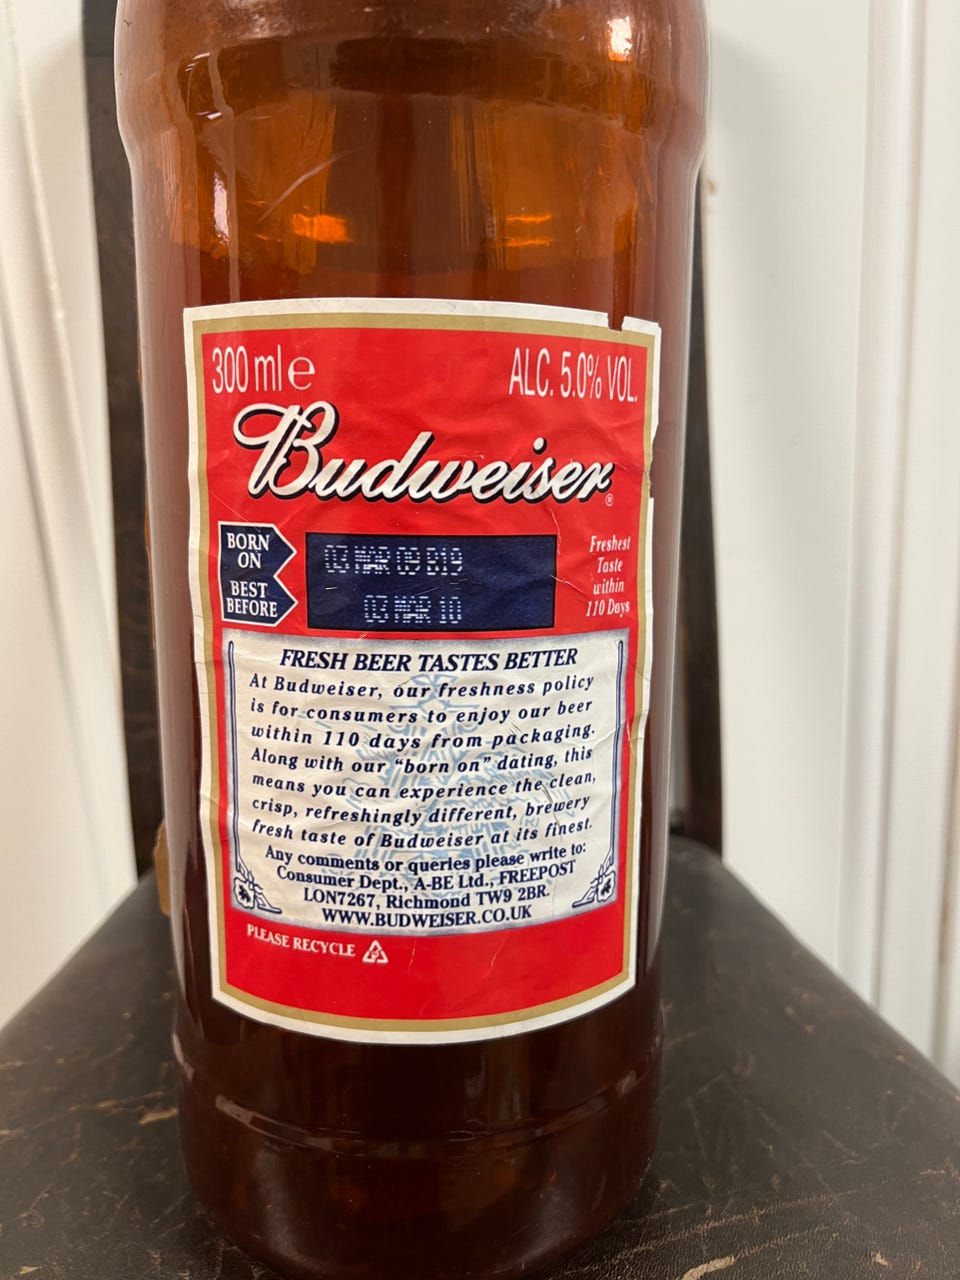 300 ml e
ALC. 5.0% VOL.
Budweiser®
BORN ON
03 MAR 09 B19
BEST BEFORE
03 MAR 10
Freshest
Taste
within
110 Days
FRESH BEER TASTES BETTER
At Budweiser, our freshness policy
is for consumers to enjoy our beer
within 110 days from packaging.
Along with our “born on” dating, this
means you can experience the clean,
crisp, refreshingly different, brewery
fresh taste of Budweiser at its finest.
Any comments or queries please write to:
Consumer Dept., A-BE Ltd., FREEPOST
LON7267, Richmond TW9 2BR.
WWW.BUDWEISER.CO.UK
PLEASE RECYCLE